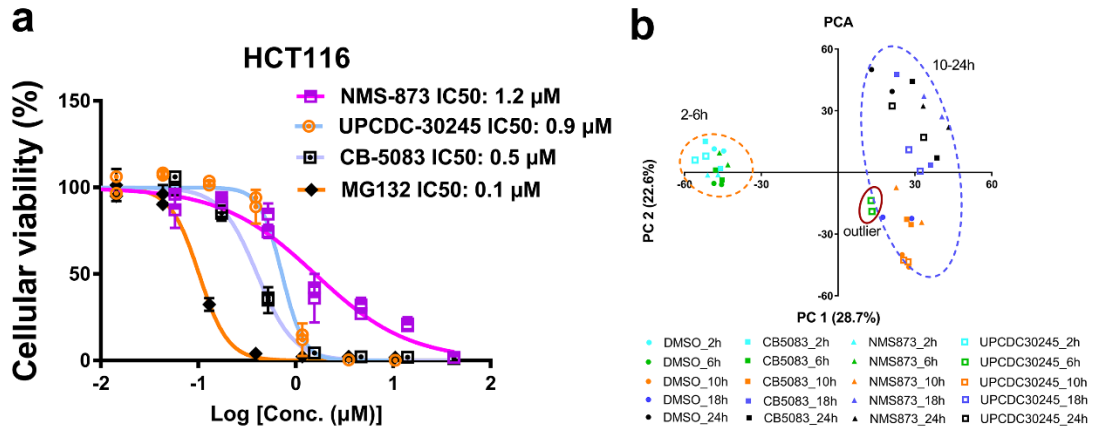 a
HCT116
Cellular viability (%)
150
100
50
0
-2
-1
0
1
2
Log [Conc. (μM)]
NMS-873 IC50: 1.2 μM
UPCDC-30245 IC50: 0.9 μM
CB-5083 IC50: 0.5 μM
MG132 IC50: 0.1 μM
b
PCA
60
30
-30
-60
-60
-30
30
60
2-6h
10-24h
outlier
PC 2 (22.6%)
PC 1 (28.7%)
DMSO_2h CB5083_2h NMS873_2h UPCDC30245_2h
DMSO_6h CB5083_6h NMS873_6h UPCDC30245_6h
DMSO_10h CB5083_10h NMS873_10h UPCDC30245_10h
DMSO_18h CB5083_18h NMS873_18h UPCDC30245_18h
DMSO_24h CB5083_24h NMS873_24h UPCDC30245_24h